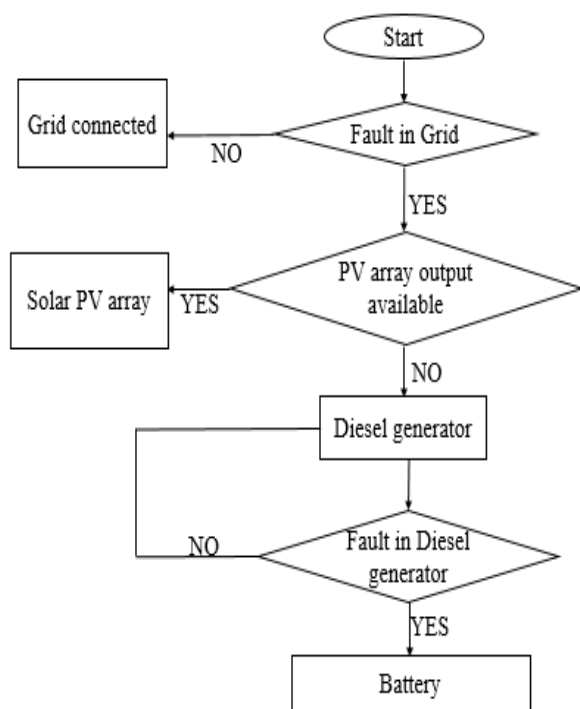 Start
Fault in Grid
Grid connected
NO
YES
PV array output
available
Solar PV array
YES
NO
Diesel generator
Fault in Diesel
generator
NO
YES
Battery